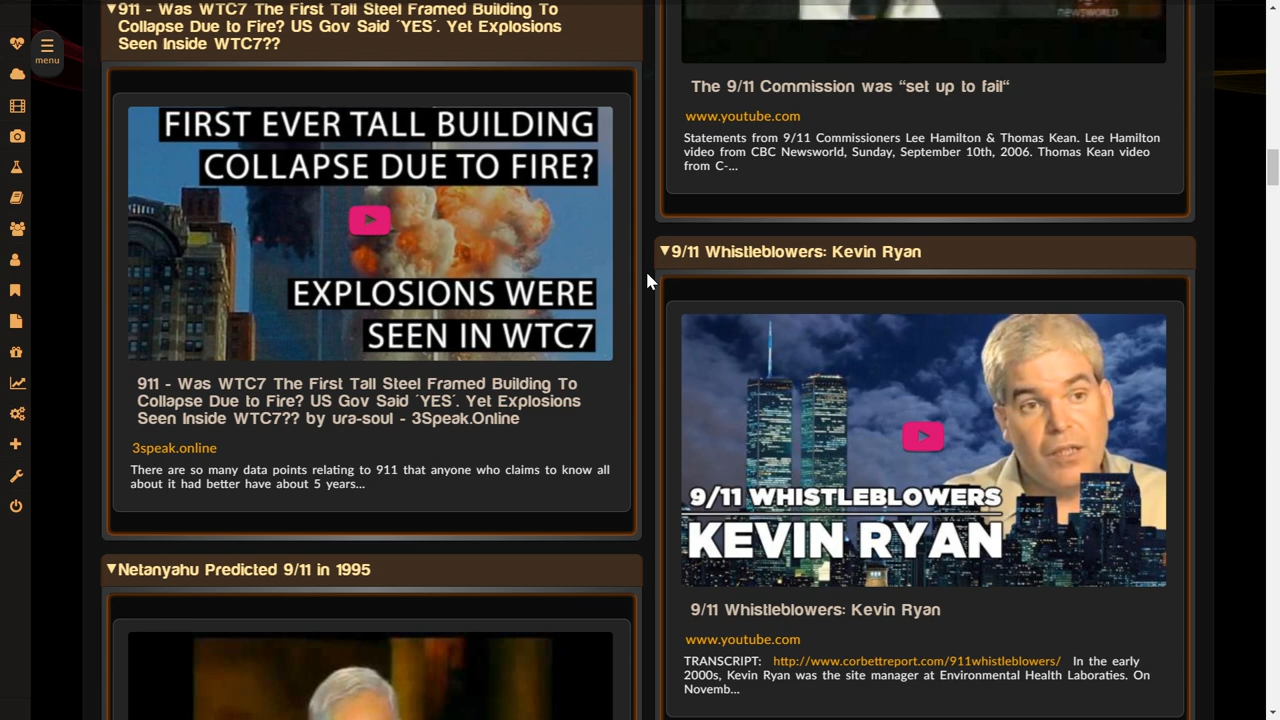 menu
▼911 - Was WTC7 The First Tall Steel Framed Building To
Collapse Due to Fire? US Gov Said ´YES´. Yet Explosions
Seen Inside WTC7??
FIRST EVER TALL BUILDING
COLLAPSE DUE TO FIRE?
EXPLOSIONS WERE
SEEN IN WTC7
911 - Was WTC7 The First Tall Steel Framed Building To
Collapse Due to Fire? US Gov Said ´YES´. Yet Explosions
Seen Inside WTC7?? by ura-soul - 3Speak.Online
3speak.online
There are so many data points relating to 911 that anyone who claims to know all
about it had better have about 5 years...
▼Netanyahu Predicted 9/11 in 1995
NEWSWORLD
The 9/11 Commission was “set up to fail“
www.youtube.com
Statements from 9/11 Commissioners Lee Hamilton & Thomas Kean. Lee Hamilton
video from CBC Newsworld, Sunday, September 10th, 2006. Thomas Kean video
from C-...
▼9/11 Whistleblowers: Kevin Ryan
9/11 WHISTLEBLOWERS
KEVIN RYAN
9/11 Whistleblowers: Kevin Ryan
www.youtube.com
TRANSCRIPT: http://www.corbettreport.com/911whistleblowers/ In the early
2000s, Kevin Ryan was the site manager at Environmental Health Laboraties. On
Novemb...